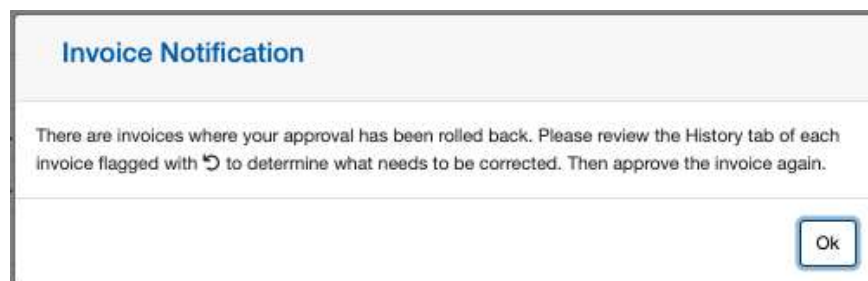 Invoice Notification
There are invoices where your approval has been rolled back. Please review the History tab of each
invoice flagged with to determine what needs to be corrected. Then approve the invoice again.
Ok